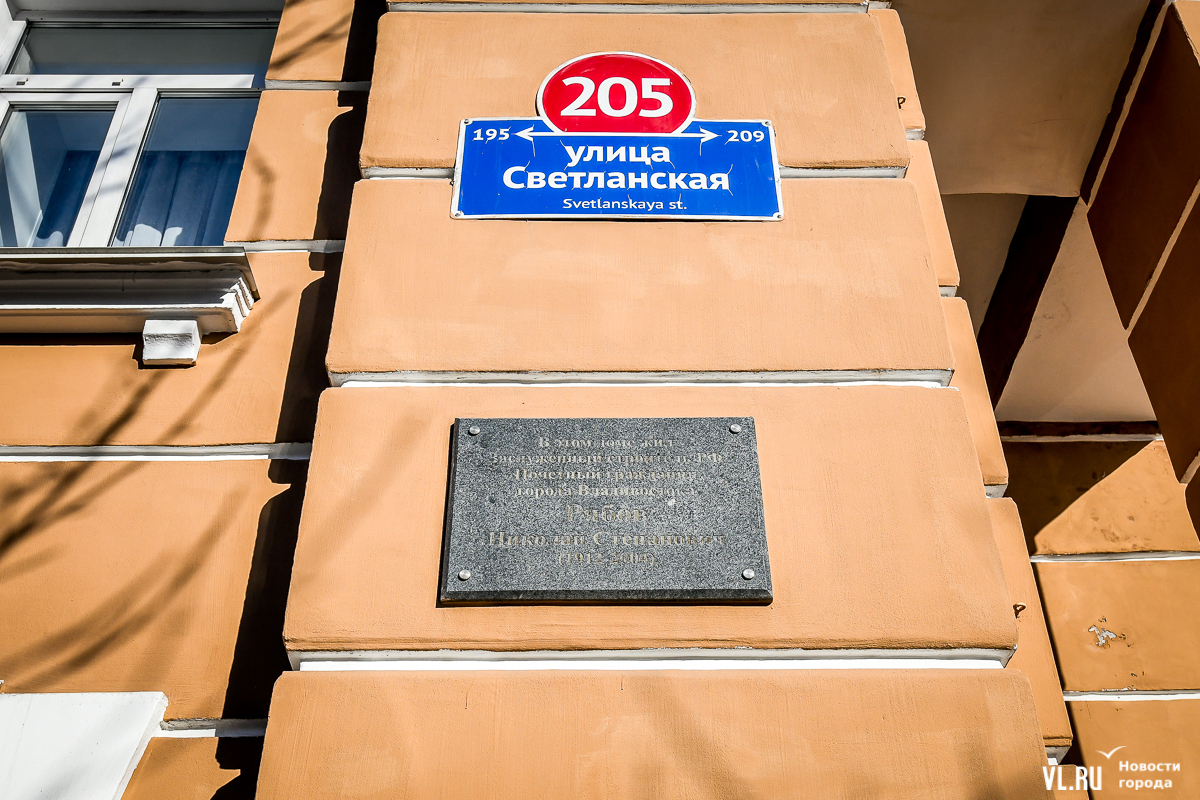 205
195 209
улица
Светланская
Svetlanskaya st.
В этом доме жил
Заслуженный строитель РФ
Почетный гражданин
города Владивостока
Рябов
Николай Степанович
VL.RU Новости
города